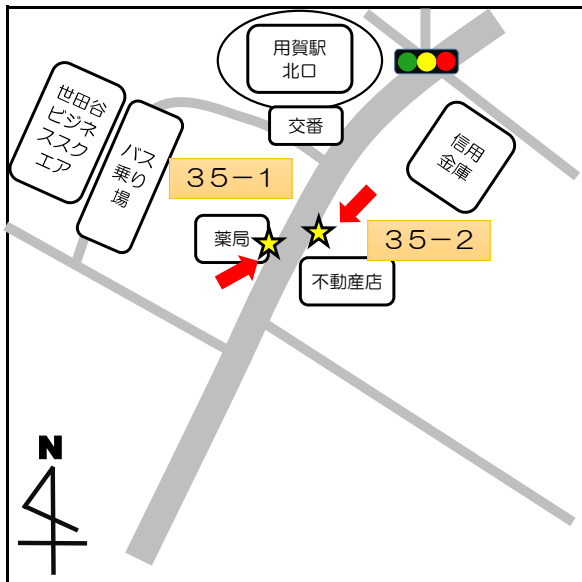 用賀駅
北口
交番
世田谷
ビジネ
ススク
エア
バス
乗り
場
信用
金庫
３５－１
薬局
３５－２
不動産店
N